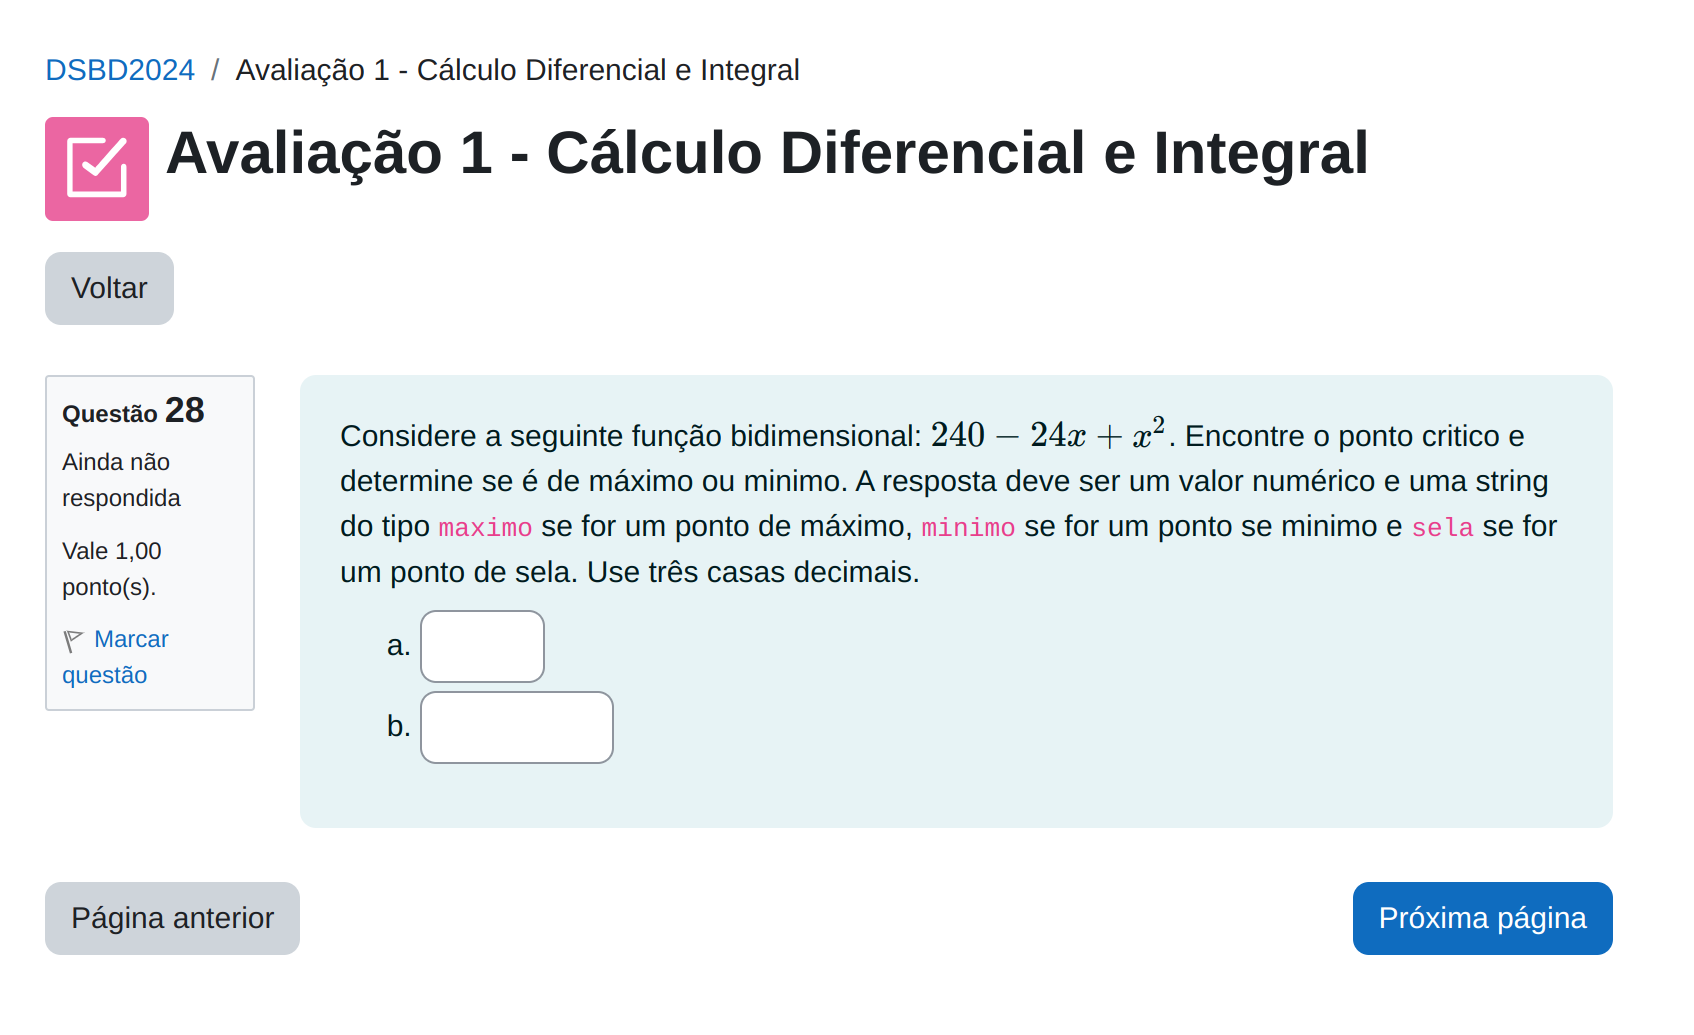 DSBD2024 / Avaliação 1 - Cálculo Diferencial e Integral
Avaliação 1 - Cálculo Diferencial e Integral
Voltar
Questão 28
Ainda não
respondida
Vale 1,00
ponto(s).
Marcar
questão
Considere a seguinte função bidimensional: 240 − 24x + x². Encontre o ponto critico e
determine se é de máximo ou minimo. A resposta deve ser um valor numérico e uma string
do tipo maximo se for um ponto de máximo, minimo se for um ponto se minimo e sela se for
um ponto de sela. Use três casas decimais.
a.
b.
Página anterior
Próxima página